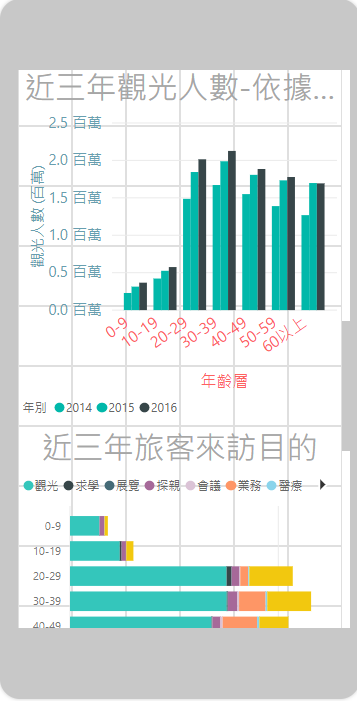 近三年觀光人數-依據...
2.5 百萬
2.0 百萬
1.5 百萬
1.0 百萬
0.5 百萬
0.0 百萬
觀光人數 (百萬)
0-9
10-19
20-29
30-39
40-49
50-59
60以上
年齡層
年別 2014 2015 2016
近三年旅客來訪目的
觀光 求學 展覽 探親 會議 業務 醫療
0-9
10-19
20-29
30-39
40-49